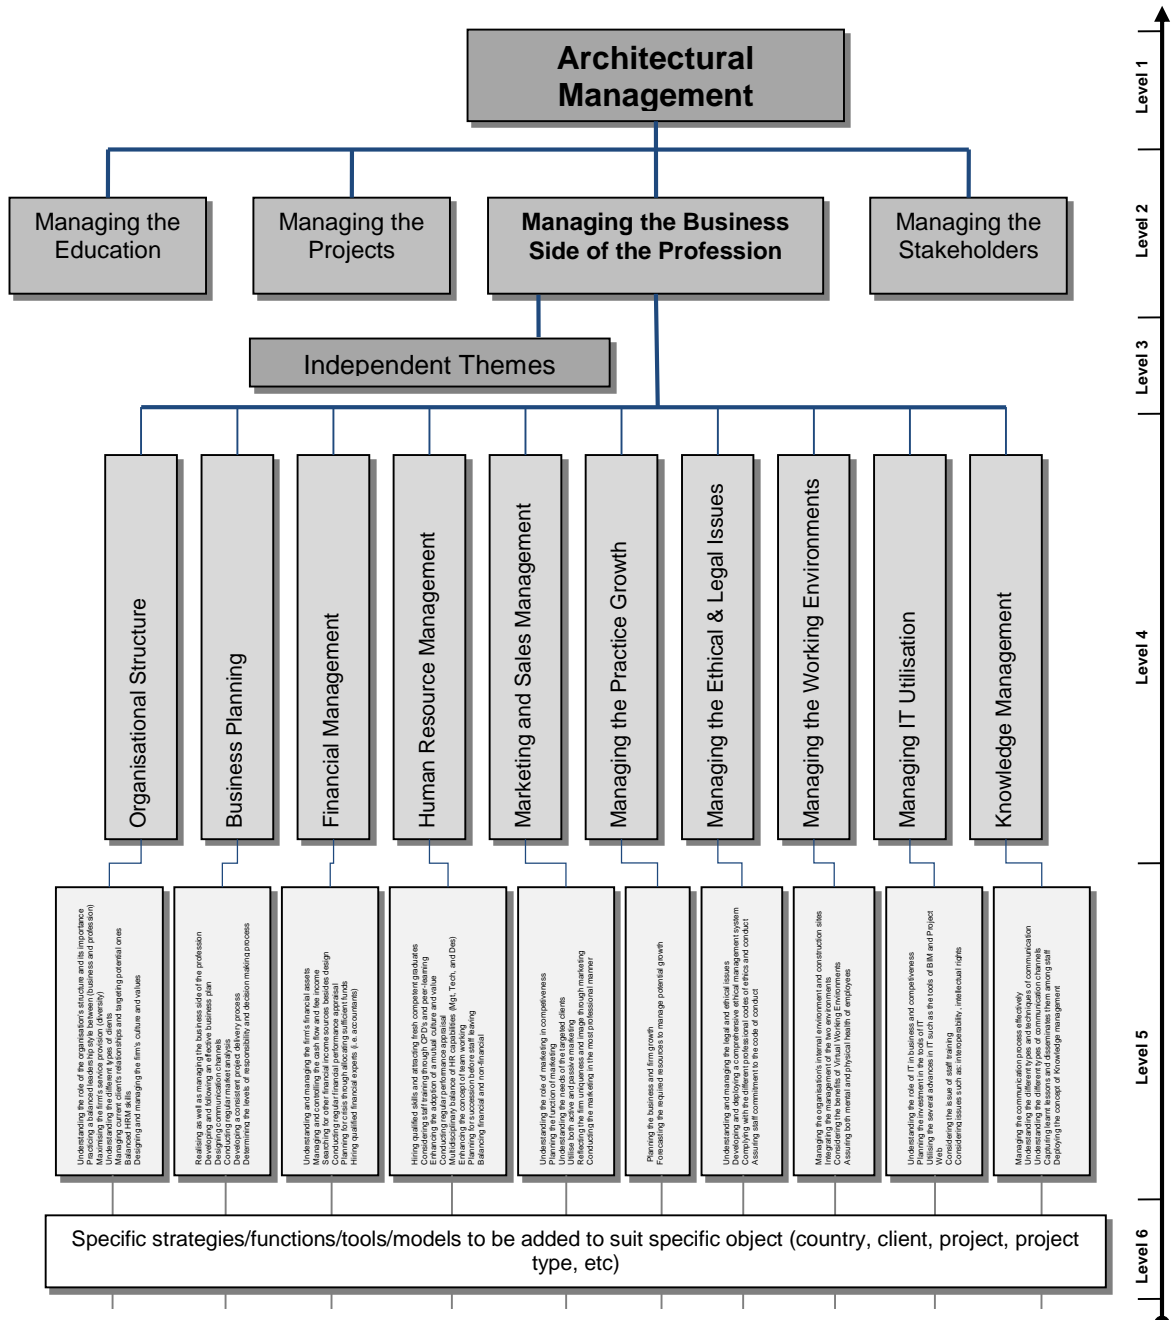 Architectural
Management
Level 1
Managing the
Education
Managing the
Projects
Managing the Business
Side of the Profession
Managing the
Stakeholders
Level 2
Independent Themes
Level 3
Organisational Structure
Business Planning
Financial Management
Human Resource Management
Marketing and Sales Management
Managing the Practice Growth
Managing the Ethical & Legal Issues
Managing the Working Environments
Managing IT Utilisation
Knowledge Management
Level 4
Understanding the role of the organisation's structure and its importance
Practicing a balanced leadership style between (business and profession)
Maximising the firm's service provision (diversity)
Understanding the different types of clients
Managing current client's relationships and targeting potential ones
Balanced HRM skills
Designing and managing the firm's culture and values
Realising as well as managing the business side of the profession
Developing and following an effective business plan
Designing communication channels
Conducting regular market analysis
Developing a consistent project delivery process
Determining the levels of responsibility and decision making process
Understanding and managing the firm's financial assets
Managing and controlling the cash flow and fee income
Searching for other financial income sources besides design
Conducting regular financial performance appraisal
Planning for crisis through allocating sufficient funds
Hiring qualified financial experts (i.e. accountants)
Hiring qualified skills and attracting fresh competent graduates
Considering staff training through CPD's and peer-learning
Enhancing the adoption of a mutual culture and value
Conducting regular performance appraisal
Multidisciplinary balance of HR capabilities (Mgt, Tech, and Des)
Enhancing the concept of team working
Planning for succession before staff leaving
Balancing financial and non-financial
Understanding the role of marketing in competiveness
Planning the function of marketing
Understanding the needs of the targeted clients
Utilise both active and passive marketing
Reflecting the firm uniqueness and image through marketing
Conducting the marketing in the most professional manner
Planning the business and firm growth
Forecasting the required resources to manage potential growth
Understanding and managing the legal and ethical issues
Developing and deploying a comprehensive ethical management system
Complying with the different professional codes of ethics and conduct
Assuring staff commitment to the code of conduct
Managing the organisation's internal environment and construction sites
Integrating the management of the two environments
Considering the benefits of Virtual Working Environments
Assuring both mental and physical health of employees
Understanding the role of IT in business and competiveness
Planning the investment in the tools of IT
Utilising the several advances in IT such as the tools of BIM and Project
Web
Considering the issue of staff training
Considering issues such as: interoperability, intellectual rights
Managing the communication process effectively
Understanding the different types and techniques of communication
Understanding the different types of communication channels
Capturing learnt lessons and disseminates them among staff
Deploying the concept of Knowledge management
Level 5
Specific strategies/functions/tools/models to be added to suit specific object (country, client, project, project
type, etc)
Level 6